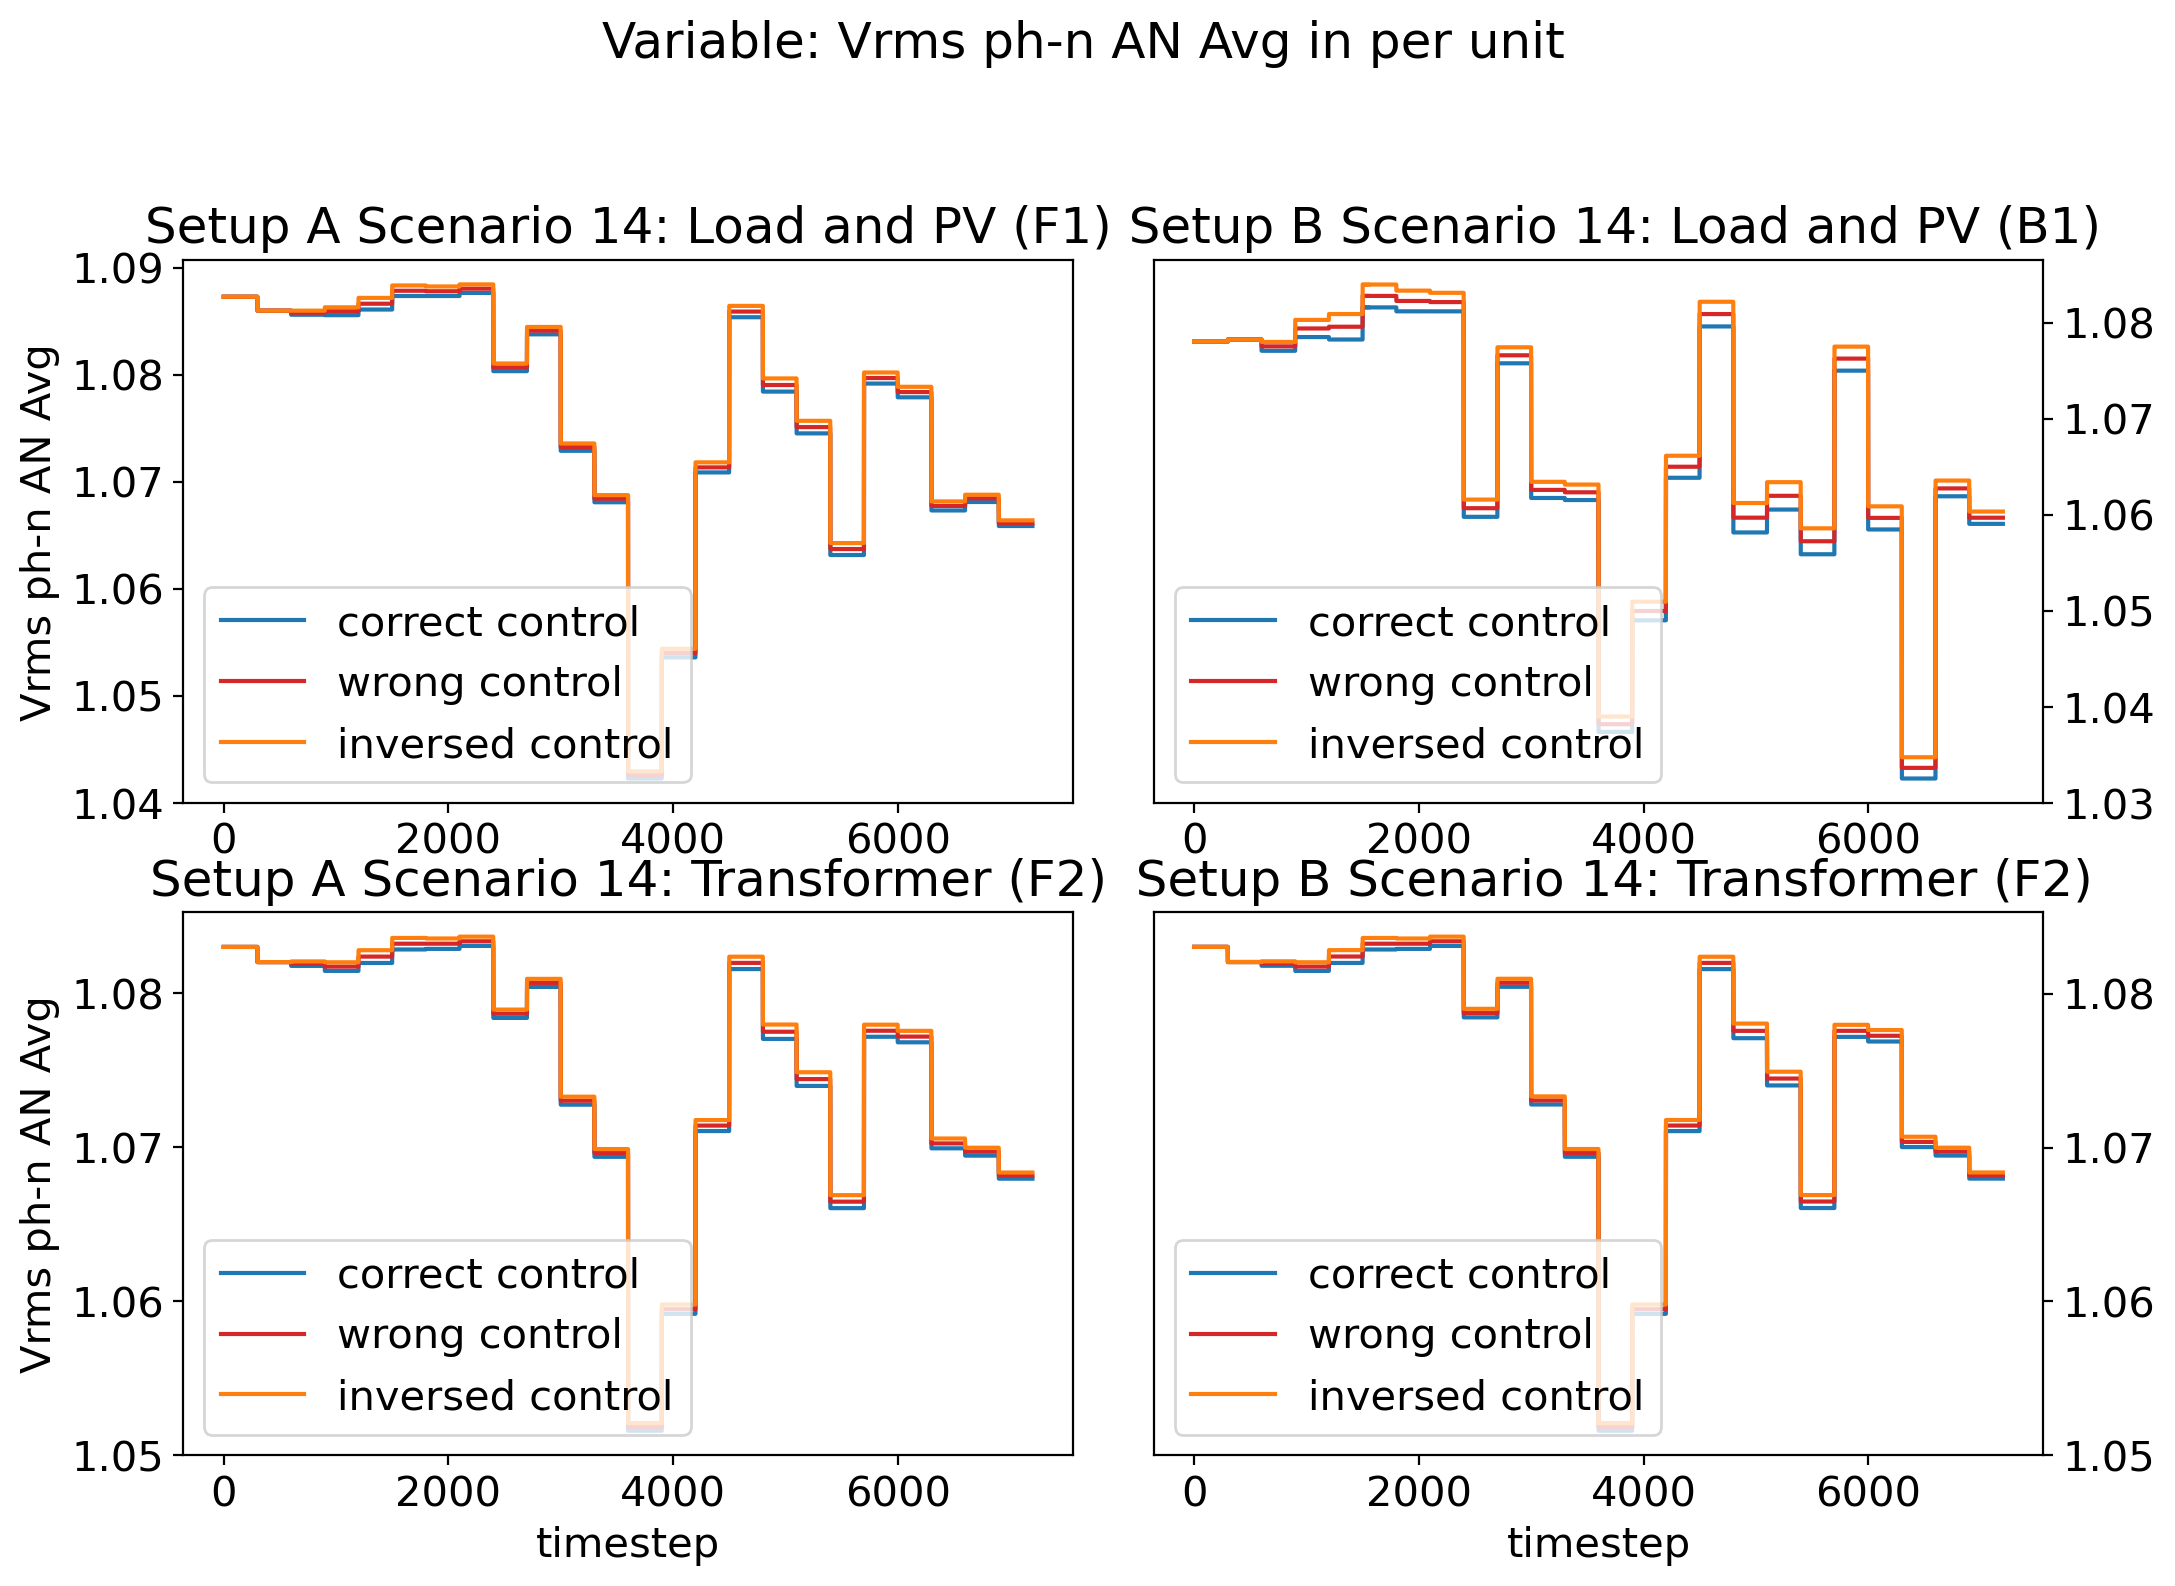 Variable: Vrms ph-n AN Avg in per unit
Setup A Scenario 14: Load and PV (F1)
Vrms ph-n AN Avg
1.09
1.08
1.07
1.06
1.05
1.04
correct control
wrong control
inversed control
0 2000 4000 6000
Setup B Scenario 14: Load and PV (B1)
1.08
1.07
1.06
1.05
1.04
1.03
correct control
wrong control
inversed control
0 2000 4000 6000
Setup A Scenario 14: Transformer (F2)
Vrms ph-n AN Avg
1.08
1.07
1.06
1.05
correct control
wrong control
inversed control
0 2000 4000 6000
timestep
Setup B Scenario 14: Transformer (F2)
1.08
1.07
1.06
1.05
correct control
wrong control
inversed control
0 2000 4000 6000
timestep